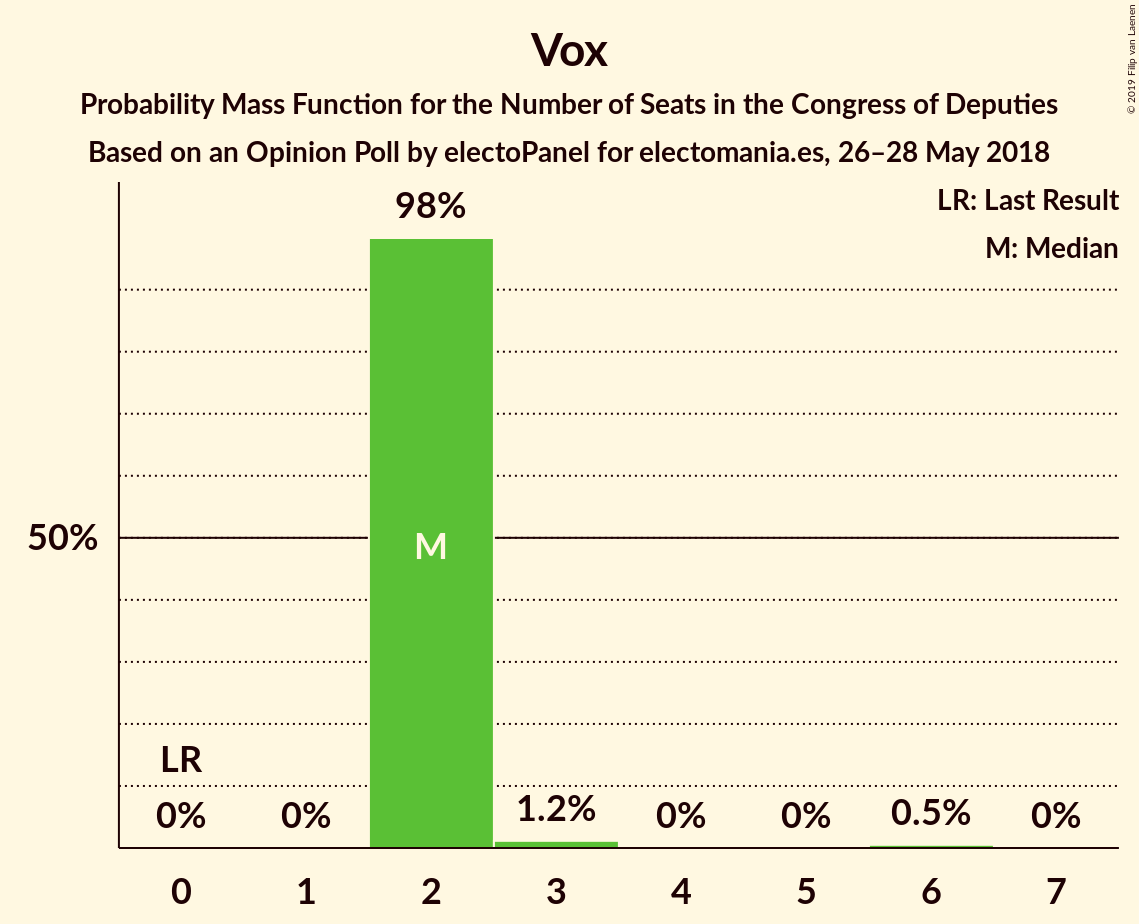 Vox
Probability Mass Function for the Number of Seats in the Congress of Deputies
Based on an Opinion Poll by electoPanel for electomania.es, 26–28 May 2018
© 2019 Filip van Laenen
LR: Last Result
M: Median
98%
50%
M
LR
0%
0%
1.2%
0%
0%
0.5%
0%
0
1
2
3
4
5
6
7